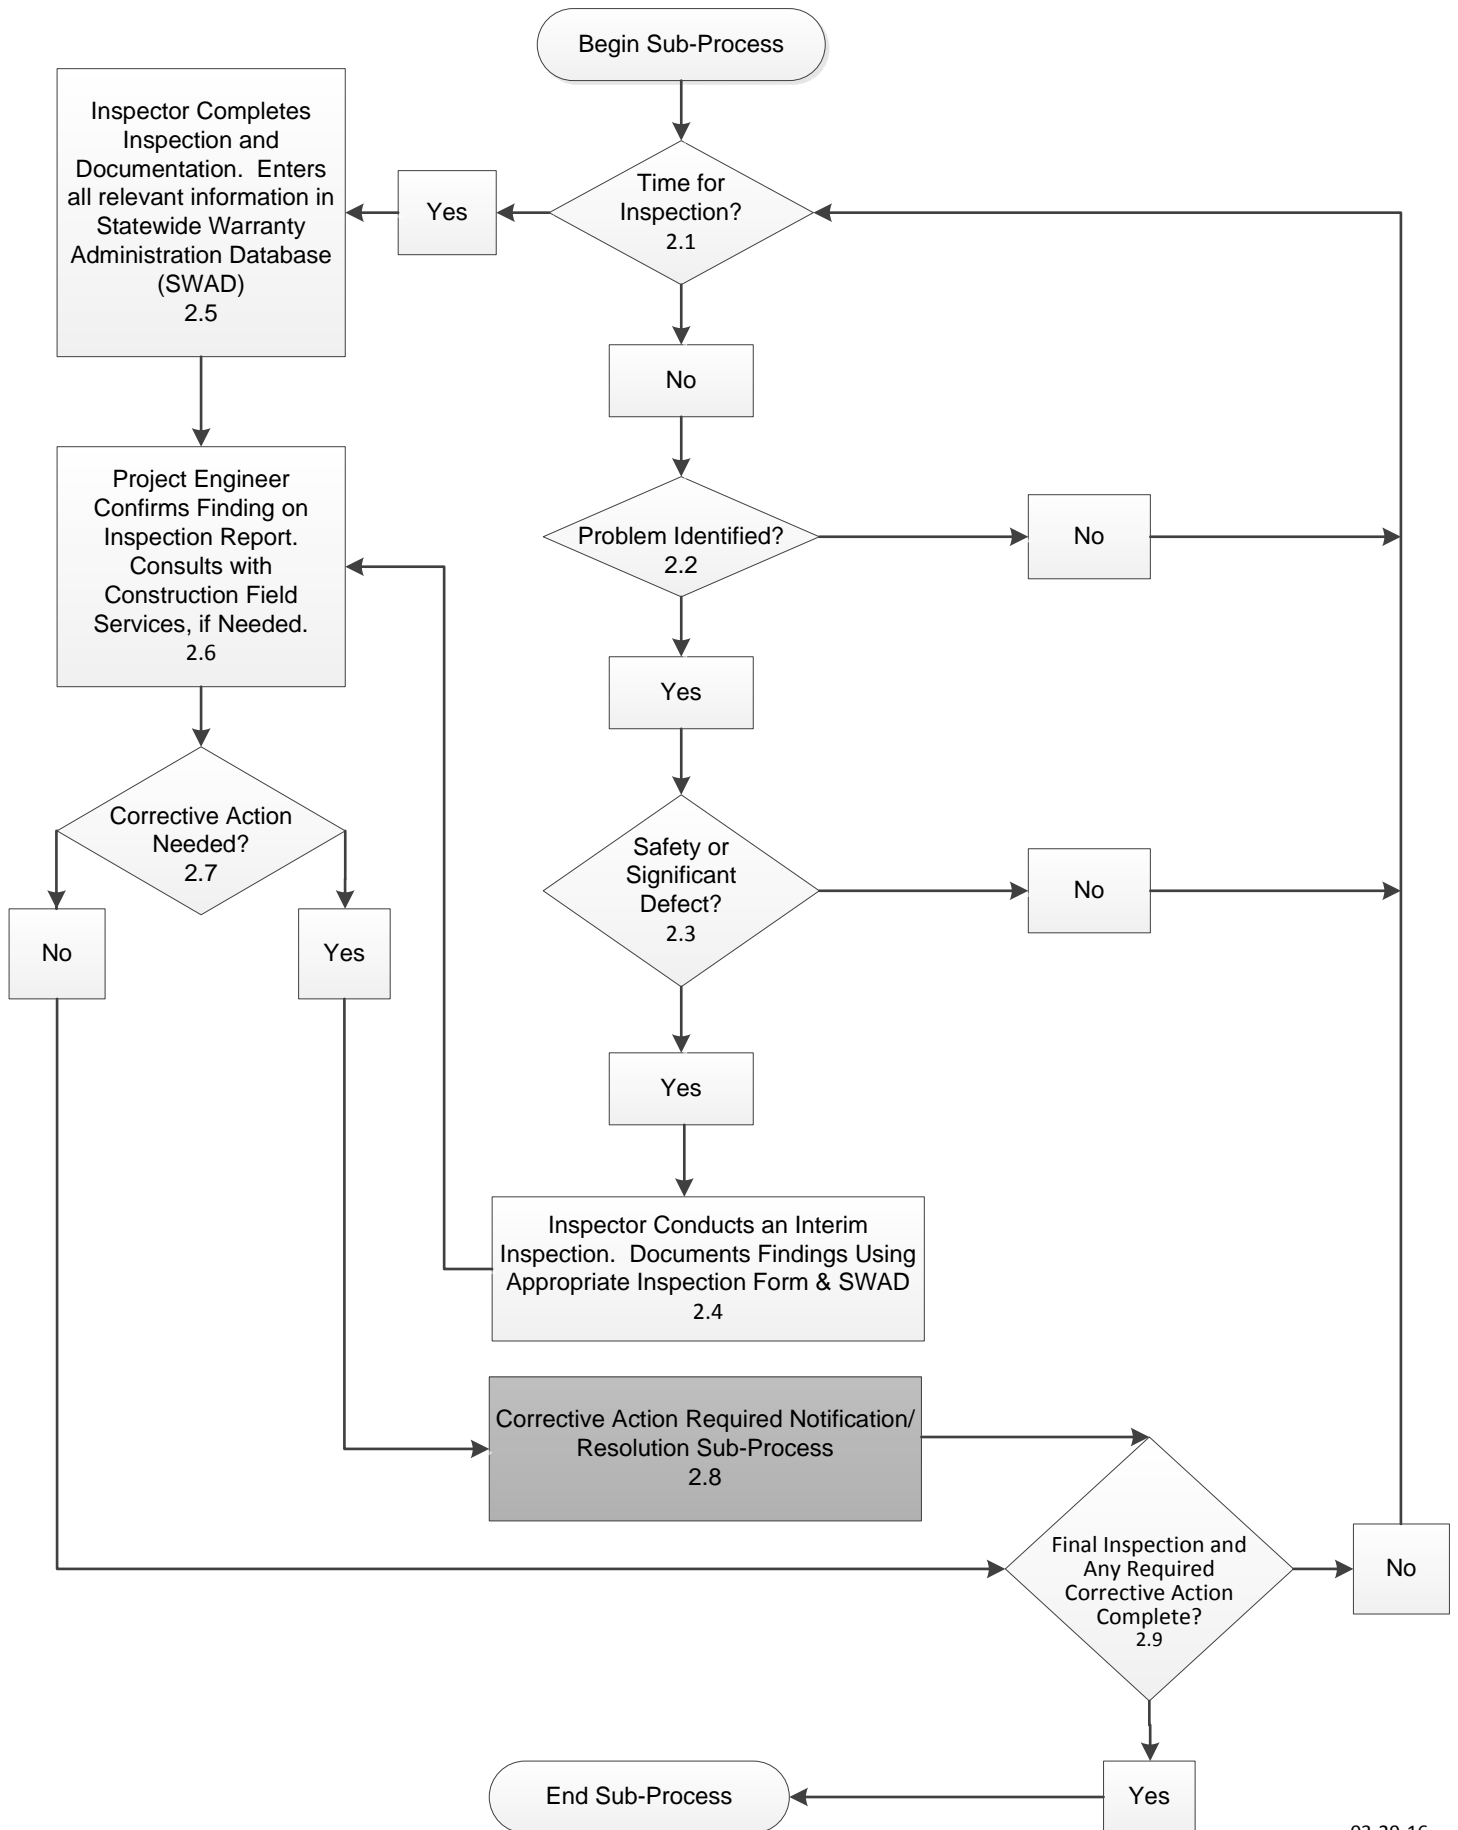 Begin Sub-Process
Inspector Completes
Inspection and
Documentation.  Enters
all relevant information in
Statewide Warranty
Administration Database
(SWAD)
2.5
Yes
Time for
Inspection?
2.1
No
Project Engineer
Confirms Finding on
Inspection Report.
Consults with
Construction Field
Services, if Needed.
2.6
Problem Identified?
2.2
No
Yes
Corrective Action
Needed?
2.7
Safety or
Significant
Defect?
2.3
No
No
Yes
Yes
Inspector Conducts an Interim
Inspection.  Documents Findings Using
Appropriate Inspection Form & SWAD
2.4
Corrective Action Required Notification/
Resolution Sub-Process
2.8
Final Inspection and
Any Required
Corrective Action
Complete?
2.9
No
End Sub-Process
Yes